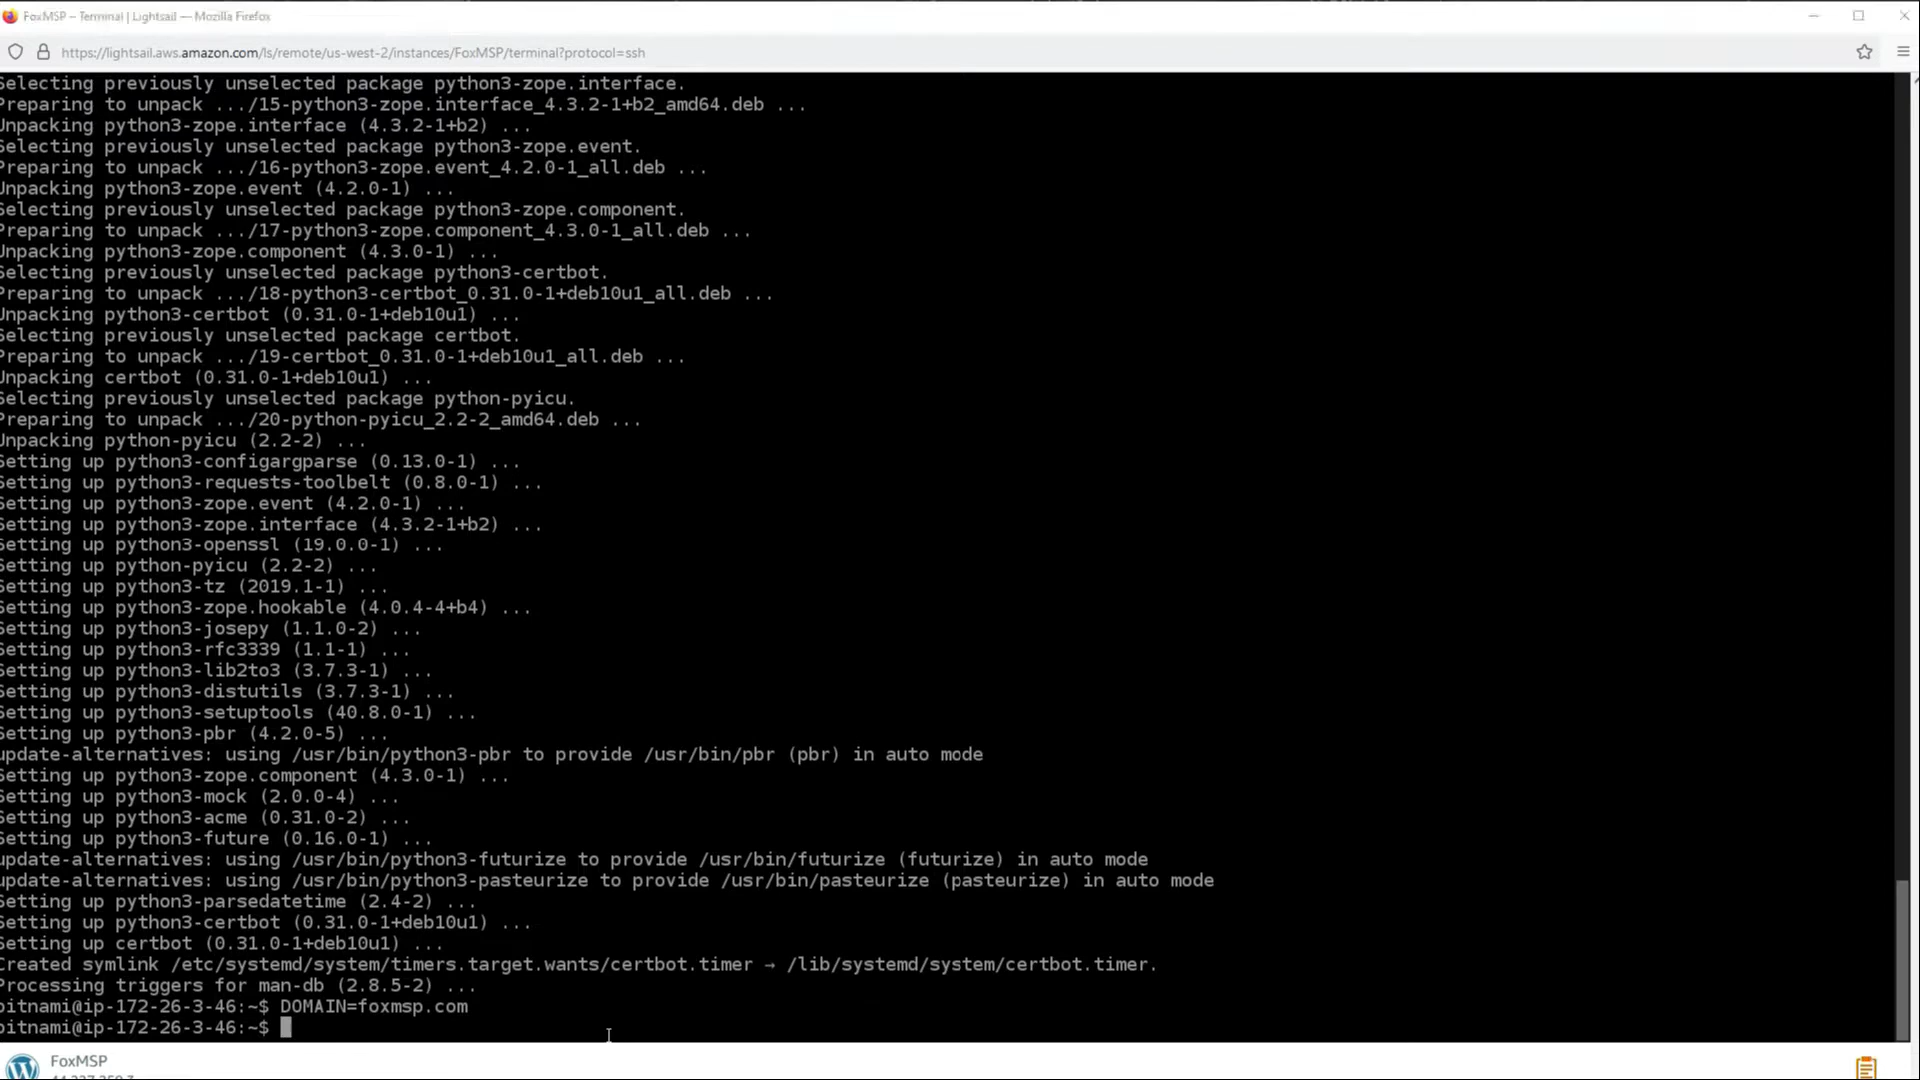 FoxMSP – Terminal | Lightsail — Mozilla Firefox
https://lightsail.aws.amazon.com/ls/remote/us-west-2/instances/FoxMSP/terminal?protocol=ssh
Selecting previously unselected package python3-zope.interface.
Preparing to unpack .../15-python3-zope.interface_4.3.2-1+b2_amd64.deb ...
Unpacking python3-zope.interface (4.3.2-1+b2) ...
Selecting previously unselected package python3-zope.event.
Preparing to unpack .../16-python3-zope.event_4.2.0-1_all.deb ...
Unpacking python3-zope.event (4.2.0-1) ...
Selecting previously unselected package python3-zope.component.
Preparing to unpack .../17-python3-zope.component_4.3.0-1_all.deb ...
Unpacking python3-zope.component (4.3.0-1) ...
Selecting previously unselected package python3-certbot.
Preparing to unpack .../18-python3-certbot_0.31.0-1+deb10u1_all.deb ...
Unpacking python3-certbot (0.31.0-1+deb10u1) ...
Selecting previously unselected package certbot.
Preparing to unpack .../19-certbot_0.31.0-1+deb10u1_all.deb ...
Unpacking certbot (0.31.0-1+deb10u1) ...
Selecting previously unselected package python-pyicu.
Preparing to unpack .../20-python-pyicu_2.2-2_amd64.deb ...
Unpacking python-pyicu (2.2-2) ...
Setting up python3-configargparse (0.13.0-1) ...
Setting up python3-requests-toolbelt (0.8.0-1) ...
Setting up python3-zope.event (4.2.0-1) ...
Setting up python3-zope.interface (4.3.2-1+b2) ...
Setting up python3-openssl (19.0.0-1) ...
Setting up python-pyicu (2.2-2) ...
Setting up python3-tz (2019.1-1) ...
Setting up python3-zope.hookable (4.0.4-4+b4) ...
Setting up python3-josepy (1.1.0-2) ...
Setting up python3-rfc3339 (1.1-1) ...
Setting up python3-lib2to3 (3.7.3-1) ...
Setting up python3-distutils (3.7.3-1) ...
Setting up python3-setuptools (40.8.0-1) ...
Setting up python3-pbr (4.2.0-5) ...
update-alternatives: using /usr/bin/python3-pbr to provide /usr/bin/pbr (pbr) in auto mode
Setting up python3-zope.component (4.3.0-1) ...
Setting up python3-mock (2.0.0-4) ...
Setting up python3-acme (0.31.0-2) ...
Setting up python3-future (0.16.0-1) ...
update-alternatives: using /usr/bin/python3-futurize to provide /usr/bin/futurize (futurize) in auto mode
update-alternatives: using /usr/bin/python3-pasteurize to provide /usr/bin/pasteurize (pasteurize) in auto mode
Setting up python3-parsedatetime (2.4-2) ...
Setting up python3-certbot (0.31.0-1+deb10u1) ...
Setting up certbot (0.31.0-1+deb10u1) ...
Created symlink /etc/systemd/system/timers.target.wants/certbot.timer → /lib/systemd/system/certbot.timer.
Processing triggers for man-db (2.8.5-2) ...
bitnami@ip-172-26-3-46:~$ DOMAIN=foxmsp.com
bitnami@ip-172-26-3-46:~$
FoxMSP